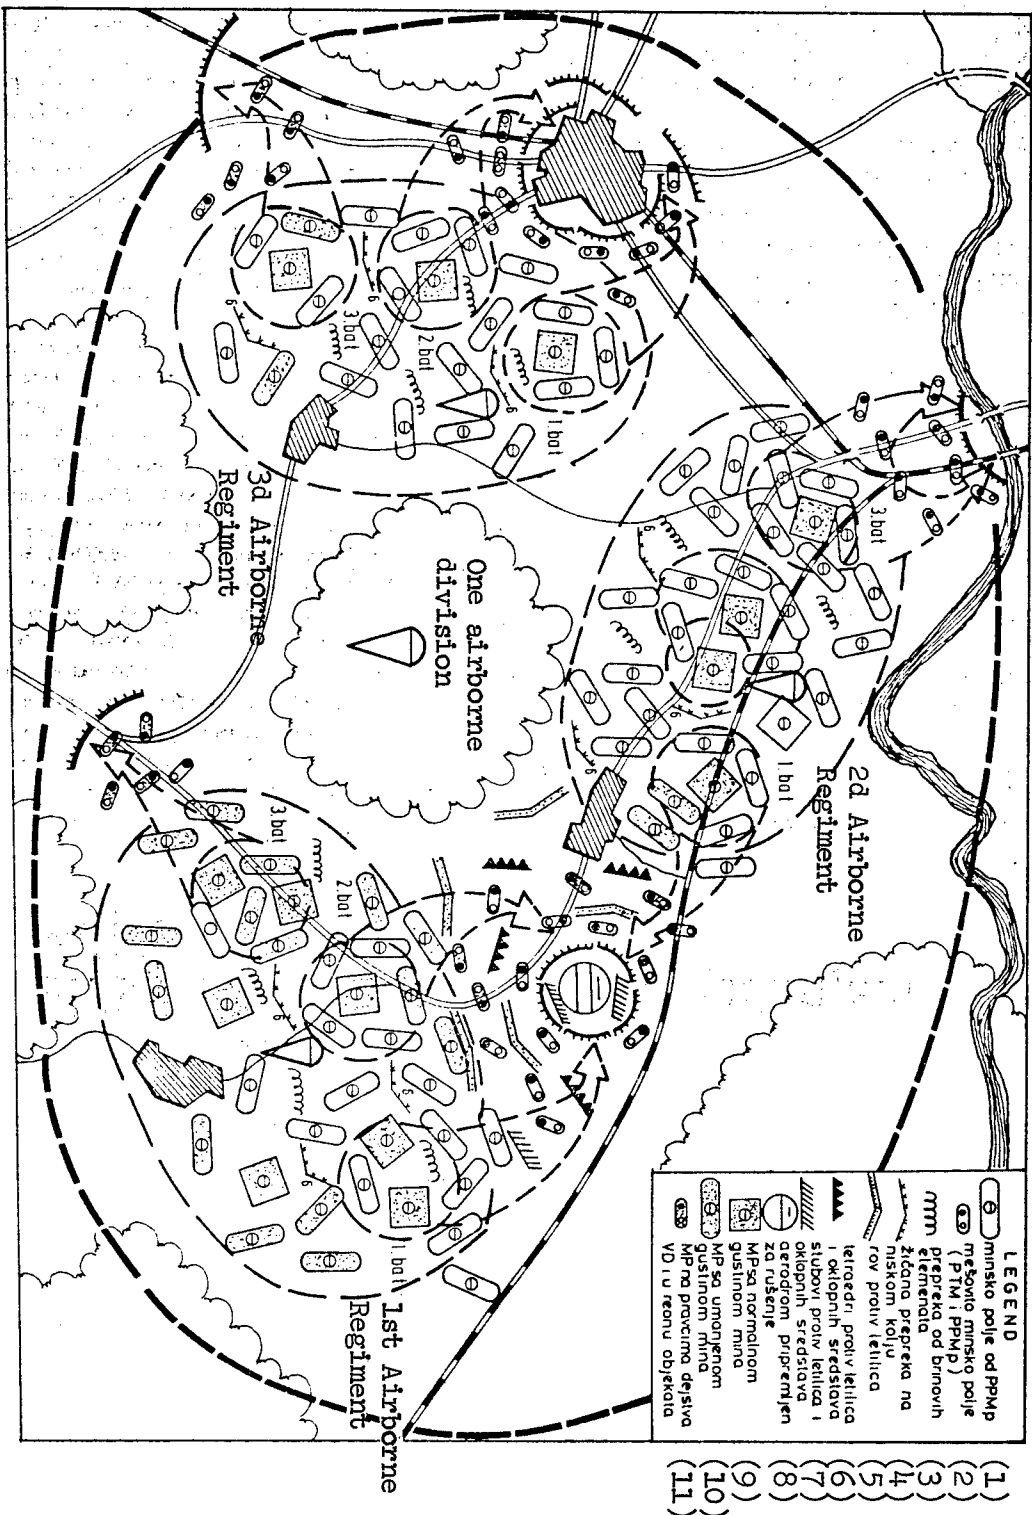 LEGEND
minsko polje od PPMp
mešovito minsko polje
(PTM i PPMp)
prepreka od brinovih
elemenata
žičana prepreka na
niskom kolju
rov protiv letilica
tetraedri protiv letilica
i oklopnih sredstava
stubovi protiv letilica i
oklopnih sredstava
aerodrom pripremljen
za rušenje
MP sa normalnom
gustinom mina
MP sa umanjenom
gustinom mina
MP na pravcima dejstva
VD i u reonu objekata
(1)
(2)
(3)
(4)
(5)
(6)
(7)
(8)
(9)
(10)
(11)
2d Airborne
Regiment
3.bat
1.bat
One airborne
division
3d Airborne
Regiment
1.bat
2.bat
3.bat
1st Airborne
Regiment
1.bat
2.bat
3.bat